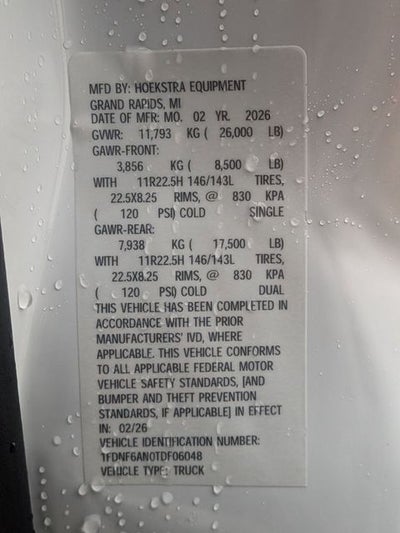 MFD BY: HOEKSTRA EQUIPMENT
GRAND RAPIDS, MI
DATE OF MFR: MO. 02 YR. 2026
GVWR: 11,793 KG ( 26,000 LB)
GAWR-FRONT:
3,856 KG ( 8,500 LB)
WITH 11R22.5H 146/143L TIRES,
22.5X8.25 RIMS, @ 830 KPA
( 120 PSI) COLD SINGLE
GAWR-REAR:
7,938 KG ( 17,500 LB)
WITH 11R22.5H 146/143L TIRES,
22.5X8.25 RIMS, @ 830 KPA
( 120 PSI) COLD DUAL
THIS VEHICLE HAS BEEN COMPLETED IN
ACCORDANCE WITH THE PRIOR
MANUFACTURERS' IVD, WHERE
APPLICABLE. THIS VEHICLE CONFORMS
TO ALL APPLICABLE FEDERAL MOTOR
VEHICLE SAFETY STANDARDS, [AND
BUMPER AND THEFT PREVENTION
STANDARDS, IF APPLICABLE] IN EFFECT
IN: 02/26
VEHICLE IDENTIFICATION NUMBER:
1FDNF6AN0TDF06048
VEHICLE TYPE: TRUCK